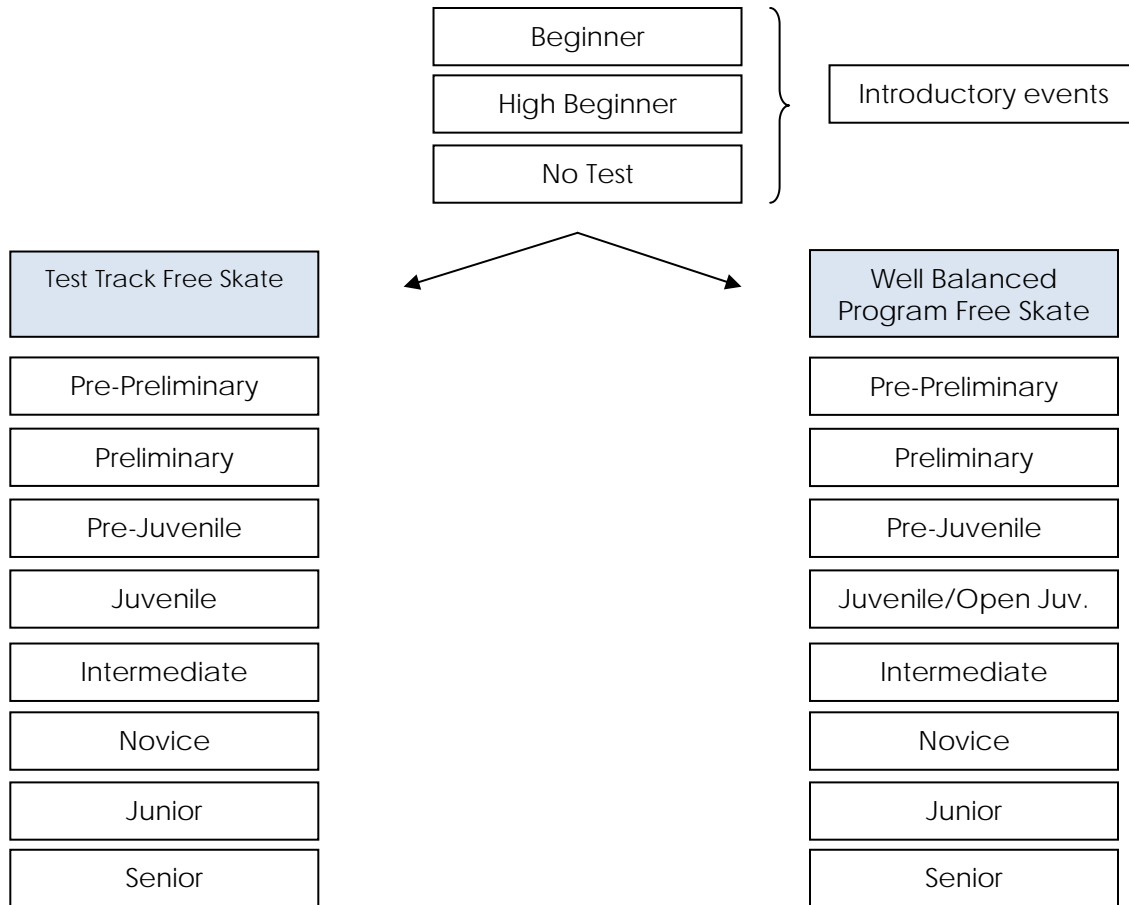 Beginner
High Beginner
No Test
Introductory events
Test Track Free Skate
Pre-Preliminary
Preliminary
Pre-Juvenile
Juvenile
Intermediate
Novice
Junior
Senior
Well Balanced
Program Free Skate
Pre-Preliminary
Preliminary
Pre-Juvenile
Juvenile/Open Juv.
Intermediate
Novice
Junior
Senior